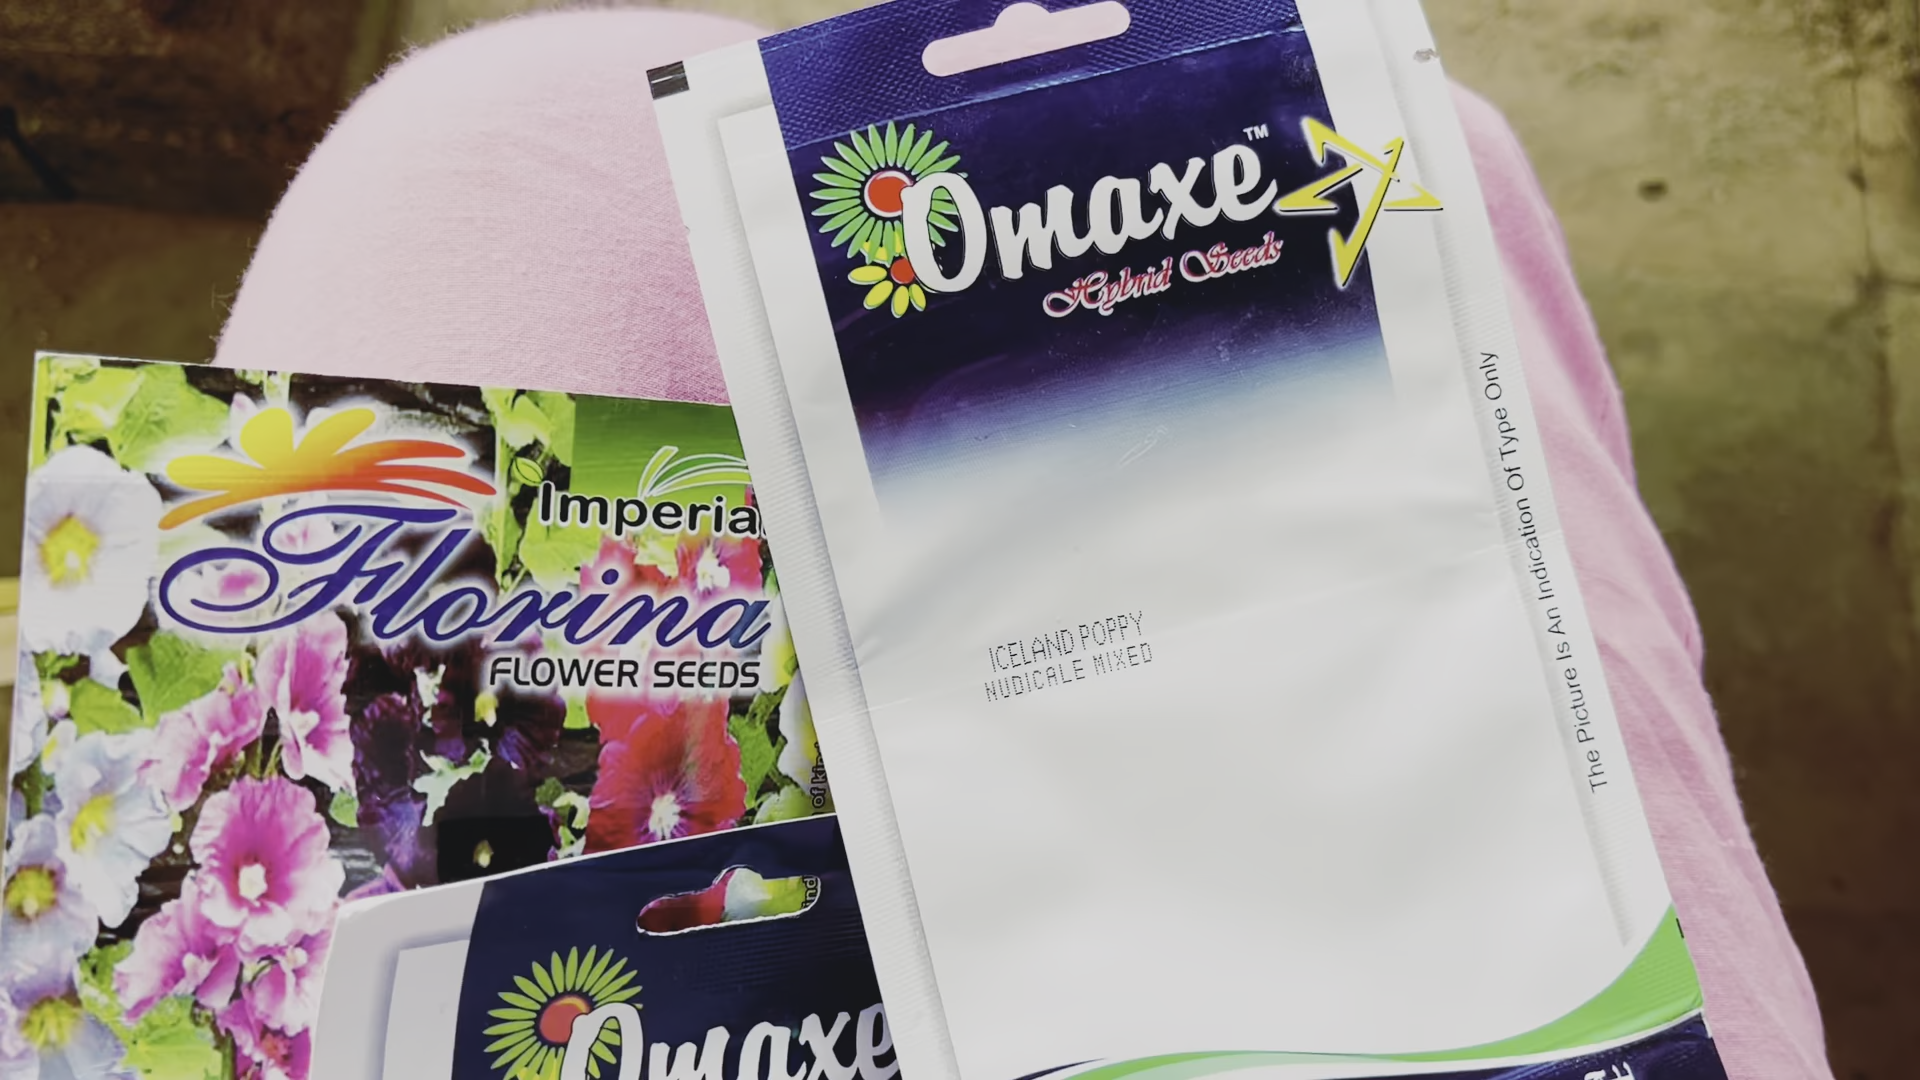 Omaxe™
Hybrid Seeds
ICELAND POPPY
NUDICALE MIXED
The Picture Is An Indication Of Type Only
Imperial
Florina
FLOWER SEEDS
Omaxe